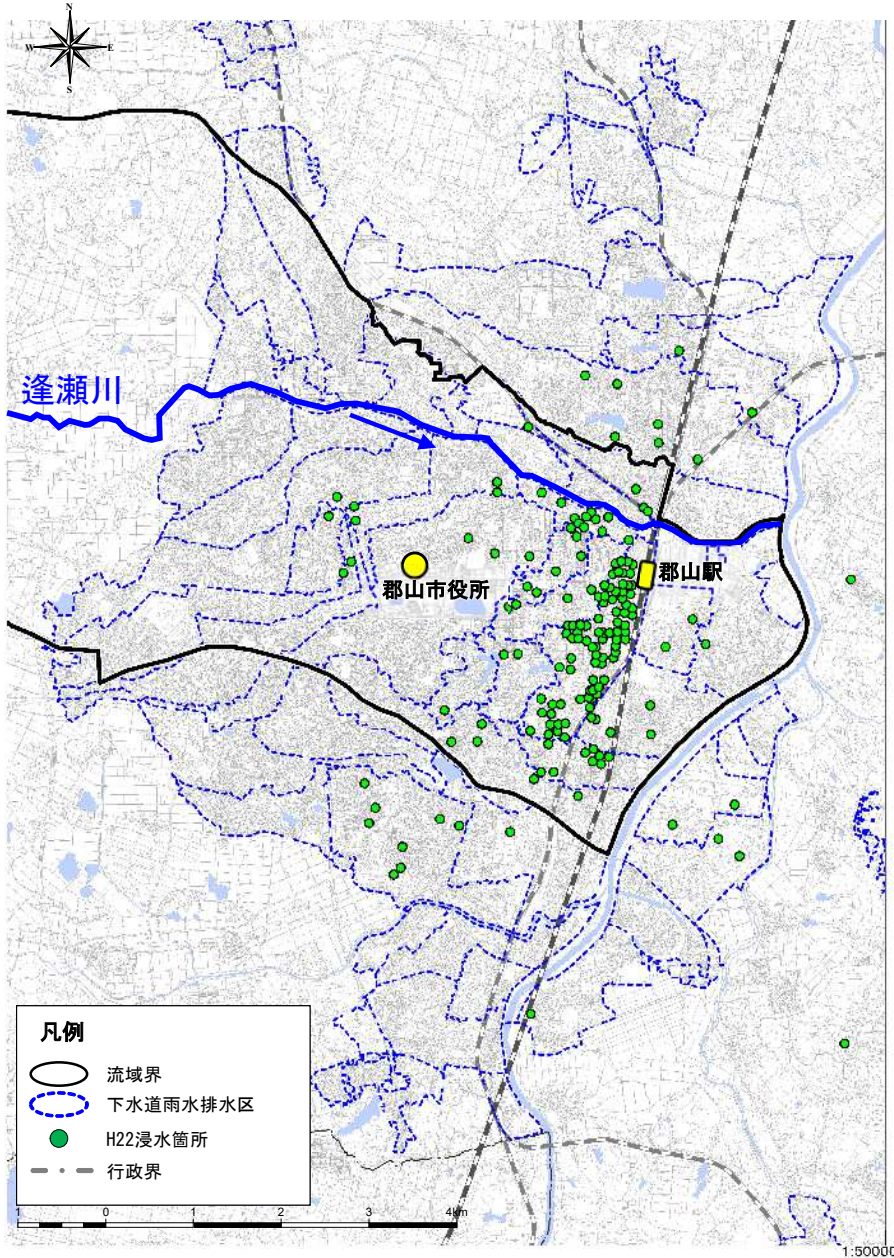 N
W
E
S
逢瀬川
郡山市役所
郡山駅
凡例
流域界
下水道雨水排水区
H22浸水箇所
行政界
1 0 1 2 3 4km
1:50000